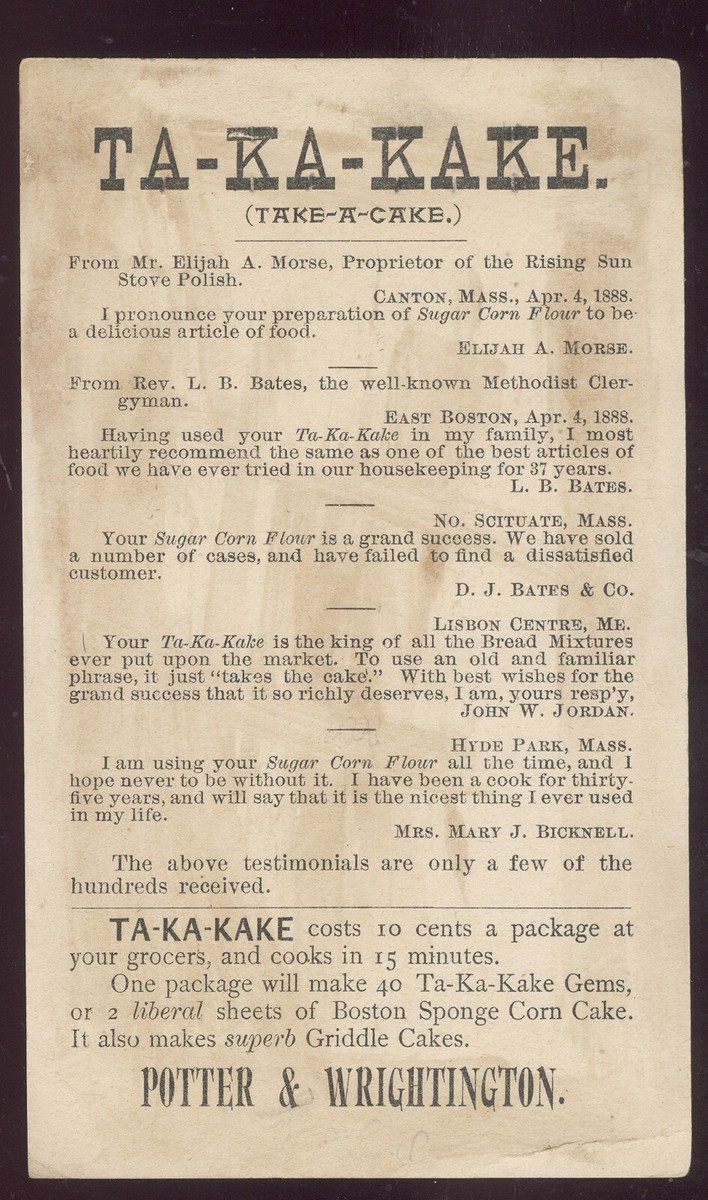 TA-KA-KAKE.
(TAKE-A-CAKE.)
From Mr. Elijah A. Morse, Proprietor of the Rising Sun
Stove Polish.
CANTON, MASS., Apr. 4, 1888.
I pronounce your preparation of Sugar Corn Flour to be
a delicious article of food.
ELIJAH A. MORSE.
From Rev. L. B. Bates, the well-known Methodist Cler-
gyman.
EAST BOSTON, Apr. 4, 1888.
Having used your Ta-Ka-Kake in my family, I most
heartily recommend the same as one of the best articles of
food we have ever tried in our housekeeping for 37 years.
L. B. BATES.
NO. SCITUATE, MASS.
Your Sugar Corn Flour is a grand success. We have sold
a number of cases, and have failed to find a dissatisfied
customer.
D. J. BATES & CO.
LISBON CENTRE, ME.
Your Ta-Ka-Kake is the king of all the Bread Mixtures
ever put upon the market. To use an old and familiar
phrase, it just "takes the cake." With best wishes for the
grand success that it so richly deserves, I am, yours resp'y,
JOHN W. JORDAN.
HYDE PARK, MASS.
I am using your Sugar Corn Flour all the time, and I
hope never to be without it. I have been a cook for thirty-
five years, and will say that it is the nicest thing I ever used
in my life.
MRS. MARY J. BICKNELL.
The above testimonials are only a few of the
hundreds received.
TA-KA-KAKE costs 10 cents a package at
your grocers, and cooks in 15 minutes.
One package will make 40 Ta-Ka-Kake Gems,
or 2 liberal sheets of Boston Sponge Corn Cake.
It also makes superb Griddle Cakes.
POTTER & WRIGHTINGTON.